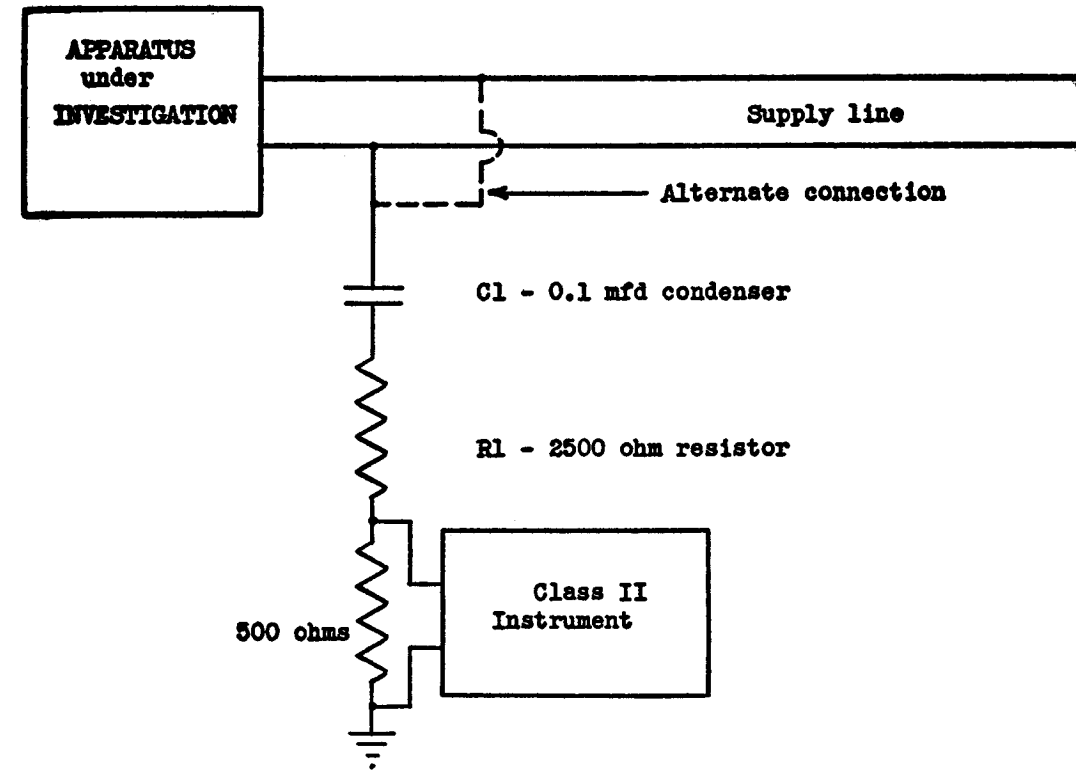 APPARATUS
under
INVESTIGATION
Supply line
Alternate connection
C1 - 0.1 mfd condenser
R1 - 2500 ohm resistor
Class II
Instrument
500 ohms